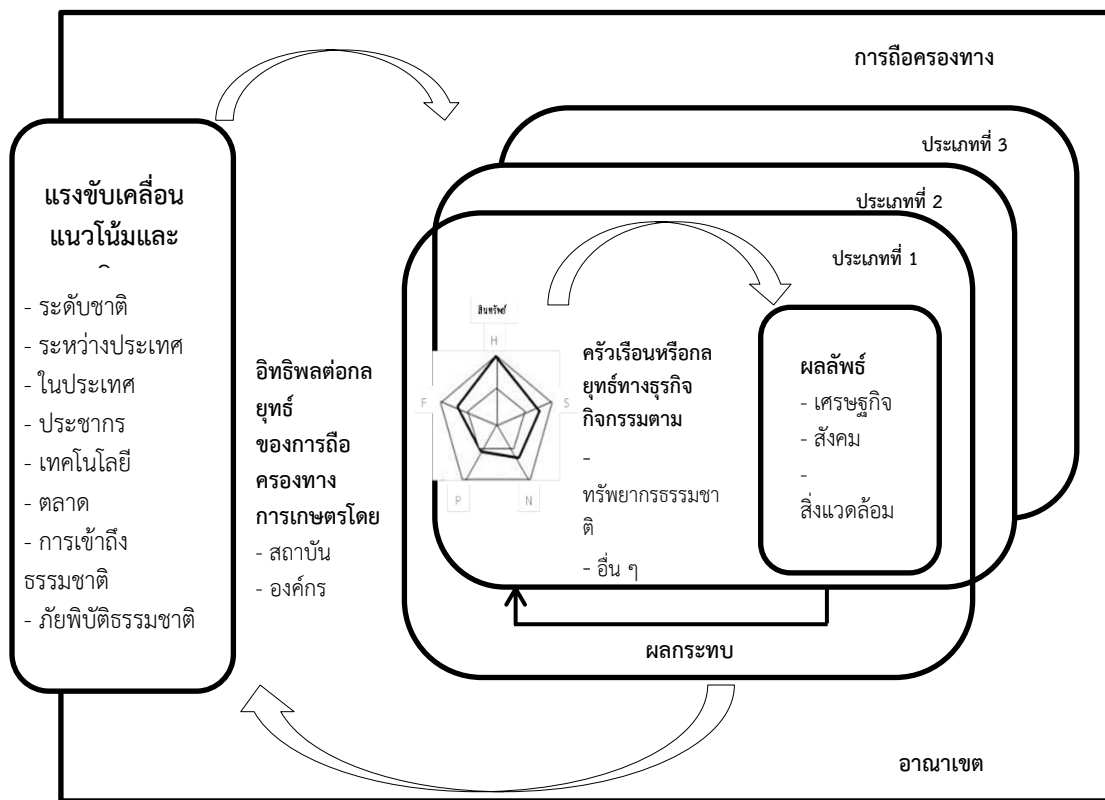 การถือครองทาง
ประเภทที่ 3
ประเภทที่ 2
ประเภทที่ 1
แรงขับเคลื่อน
แนวโน้มและ
- ระดับชาติ
- ระหว่างประเทศ
- ในประเทศ
- ประชากร
- เทคโนโลยี
- ตลาด
- การเข้าถึง
ธรรมชาติ
- ภัยพิบัติธรรมชาติ
อิทธิพลต่อกล
ยุทธ์
ของการถือ
ครองทาง
การเกษตรโดย
- สถาบัน
- องค์กร
สินทรัพย์
H
F
S
P
N
ครัวเรือนหรือกล
ยุทธ์ทางธุรกิจ
กิจกรรมตาม
-
ทรัพยากรธรรมชา
ติ
- อื่น ๆ
ผลลัพธ์
- เศรษฐกิจ
- สังคม
-
สิ่งแวดล้อม
ผลกระทบ
อาณาเขต